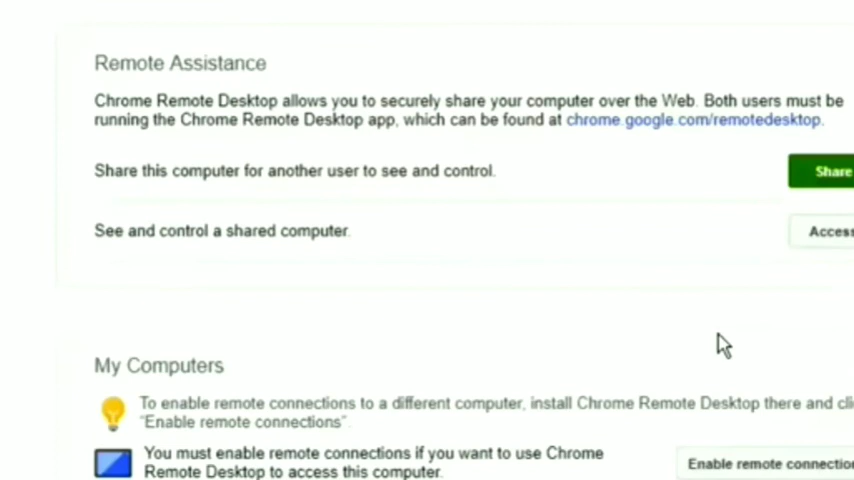 Remote Assistance
Chrome Remote Desktop allows you to securely share your computer over the Web. Both users must be
running the Chrome Remote Desktop app, which can be found at chrome.google.com/remotedesktop.
Share this computer for another user to see and control.
Share
See and control a shared computer.
Access
My Computers
To enable remote connections to a different computer, install Chrome Remote Desktop there and cli
"Enable remote connections".
You must enable remote connections if you want to use Chrome
Remote Desktop to access this computer.
Enable remote connection